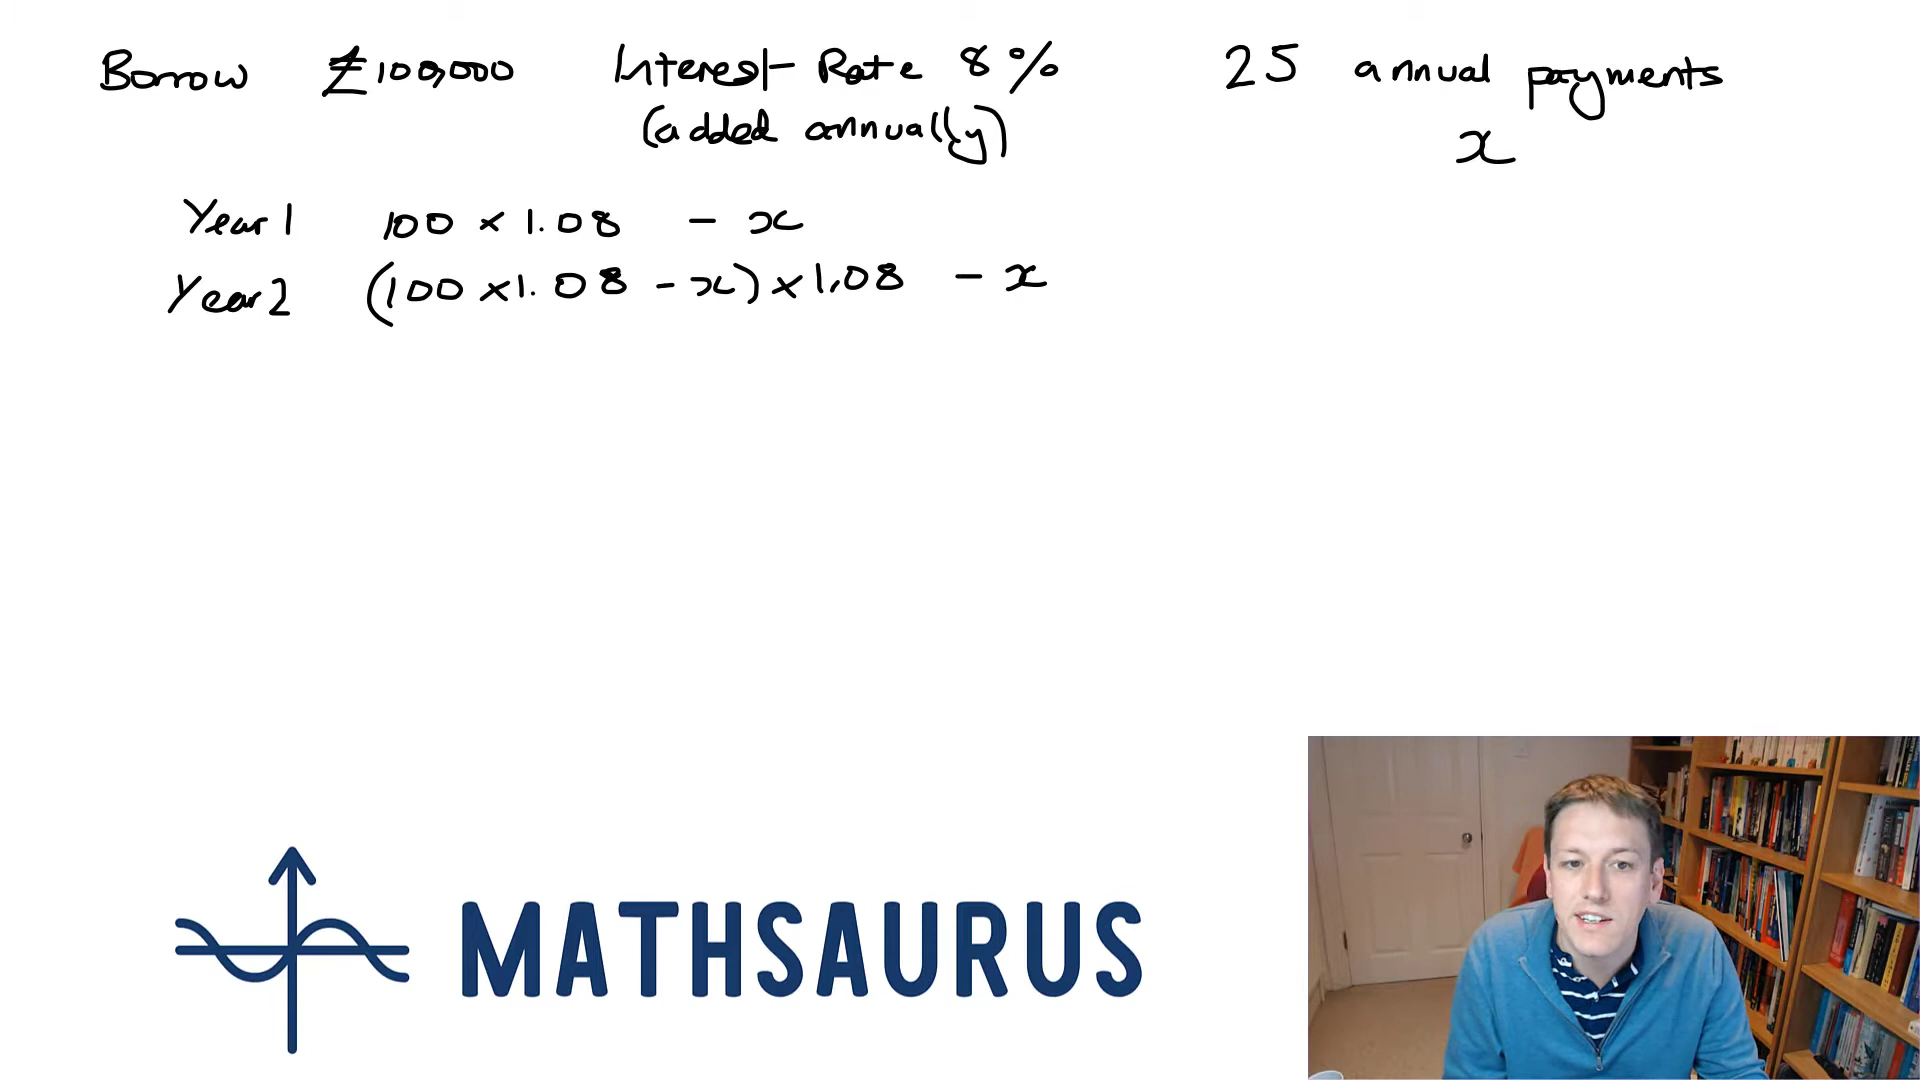 Borrow £100,000 Interest Rate 8% 25 annual payments
(added annually) x
Year 1 100 × 1.08 - x
Year 2 (100 × 1.08 - x) × 1.08 - x
MATHSAURUS